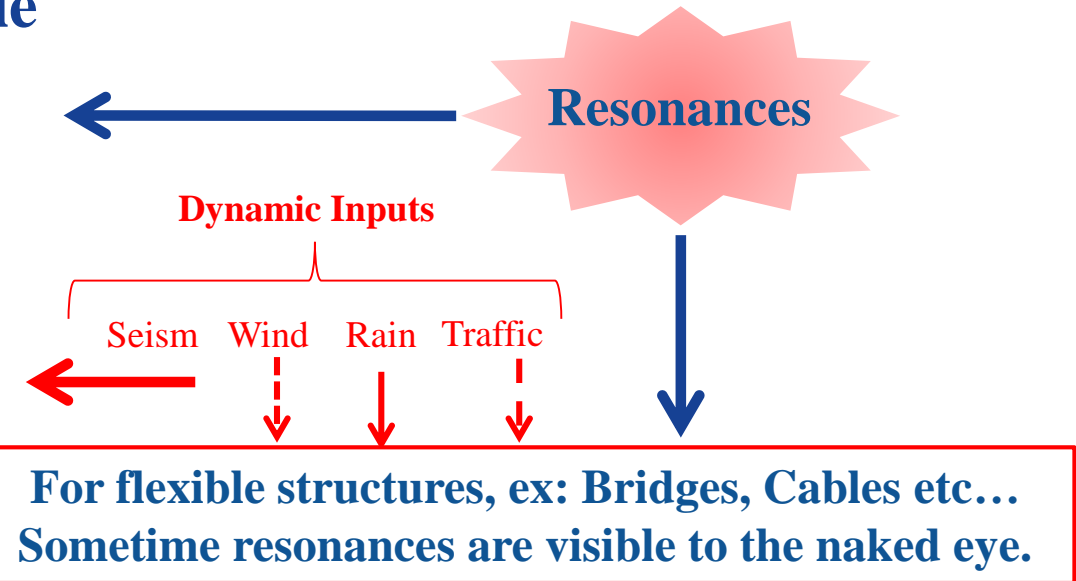 Resonances
Dynamic Inputs
Seism Wind Rain Traffic
For flexible structures, ex: Bridges, Cables etc…
Sometime resonances are visible to the naked eye.